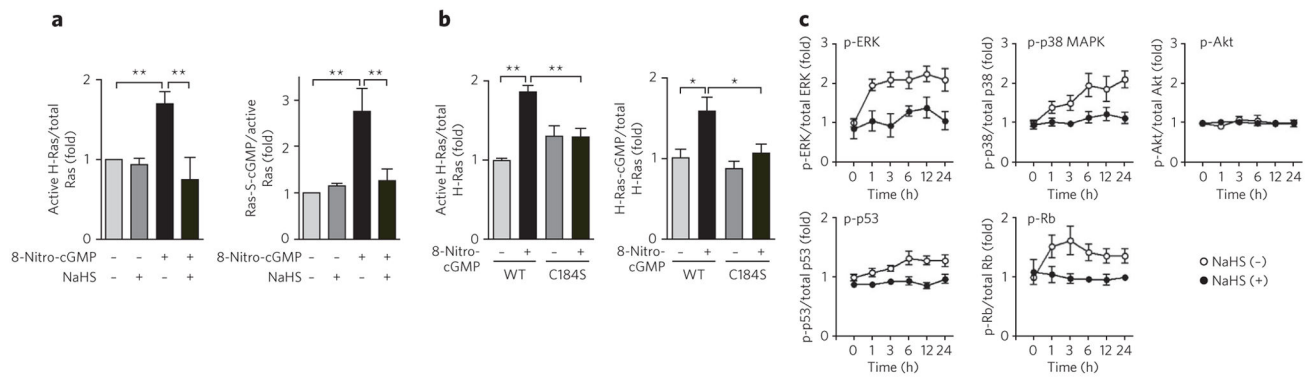 a
Active H-Ras/total
Ras (fold)
2
1
0
** **
8-Nitro-cGMP – – + +
NaHS – + – +
Ras-S-cGMP/active
Ras (fold)
3
2
1
0
** **
8-Nitro-cGMP – – + +
NaHS – + – +
b
Active H-Ras/total
H-Ras (fold)
2
1
0
** **
8-Nitro-
cGMP – + – +
WT C184S
H-Ras-cGMP/total
H-Ras (fold)
2
1
0
* *
8-Nitro-
cGMP – + – +
WT C184S
c
p-ERK
p-ERK/total ERK (fold)
3
2
1
0
0 1 3 6 12 24
Time (h)
p-p38 MAPK
p-p38/total p38 (fold)
3
2
1
0
0 1 3 6 12 24
Time (h)
p-Akt
p-Akt/total Akt (fold)
3
2
1
0
0 1 3 6 12 24
Time (h)
p-p53
p-p53/total p53 (fold)
2
1
0
0 1 3 6 12 24
Time (h)
p-Rb
p-Rb/total Rb (fold)
2
1
0
0 1 3 6 12 24
Time (h)
NaHS (–)
NaHS (+)